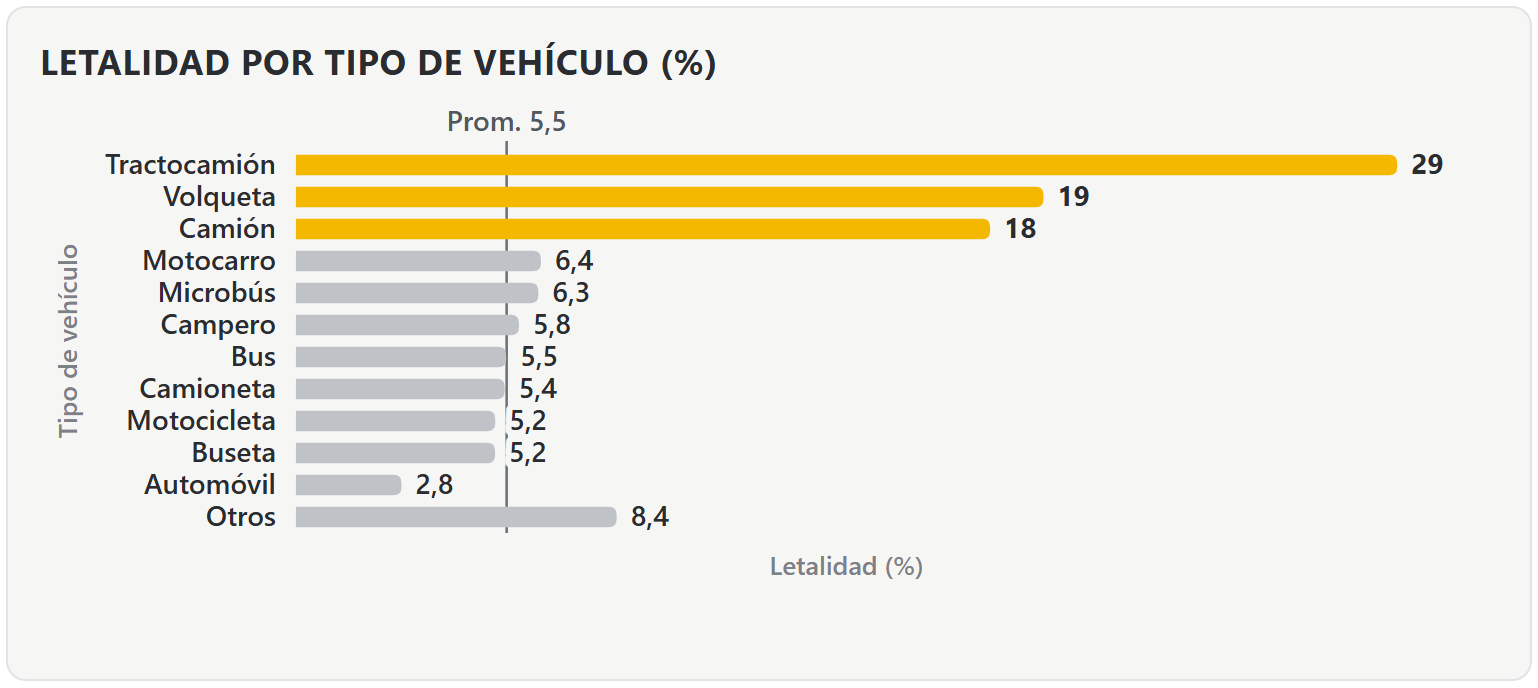 LETALIDAD POR TIPO DE VEHÍCULO (%)
Prom. 5,5
Tractocamión 29
Volqueta 19
Camión 18
Motocarro 6,4
Microbús 6,3
Campero 5,8
Bus 5,5
Camioneta 5,4
Motocicleta 5,2
Buseta 5,2
Automóvil 2,8
Otros 8,4
Tipo de vehículo
Letalidad (%)